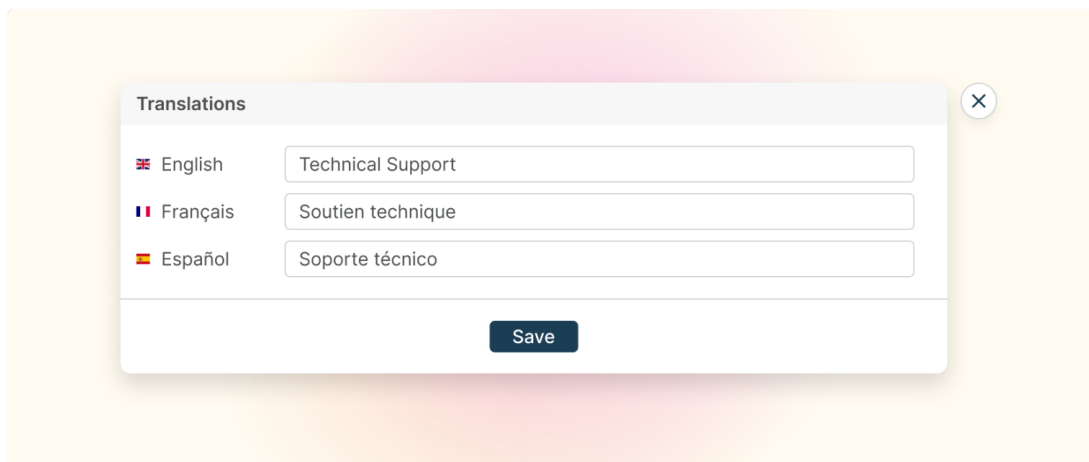 Translations
English Technical Support
Français Soutien technique
Español Soporte técnico
Save